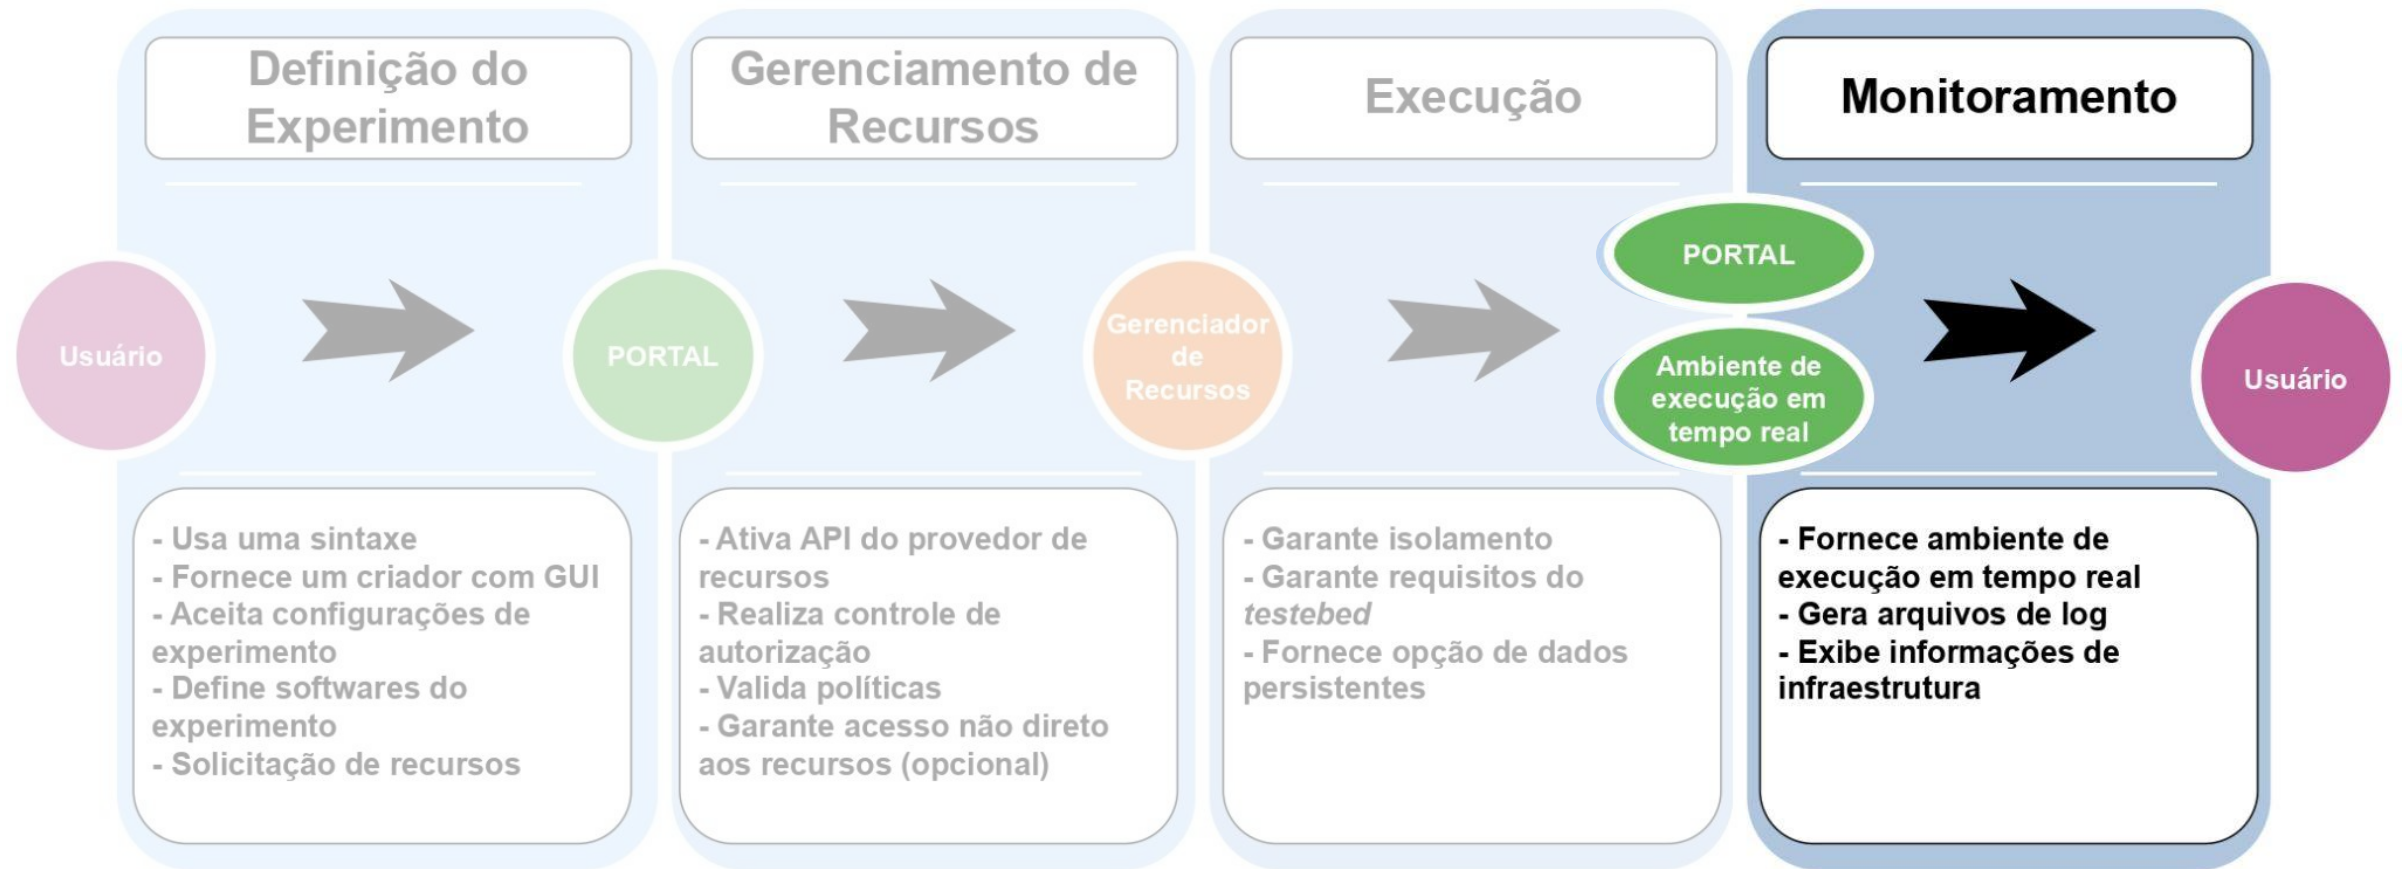 Definição do
Experimento
Gerenciamento de
Recursos
Execução
Monitoramento
Usuário
PORTAL
Gerenciador
de
Recursos
PORTAL
Ambiente de
execução em
tempo real
Usuário
- Usa uma sintaxe
- Fornece um criador com GUI
- Aceita configurações de
experimento
- Define softwares do
experimento
- Solicitação de recursos
- Ativa API do provedor de
recursos
- Realiza controle de
autorização
- Valida políticas
- Garante acesso não direto
aos recursos (opcional)
- Garante isolamento
- Garante requisitos do
testebed
- Fornece opção de dados
persistentes
- Fornece ambiente de
execução em tempo real
- Gera arquivos de log
- Exibe informações de
infraestrutura